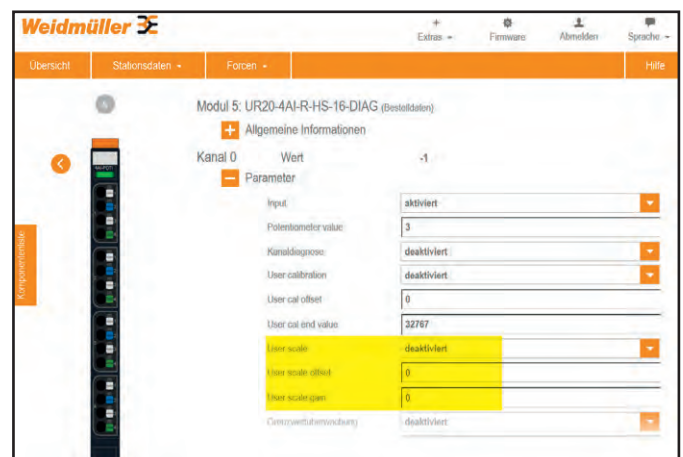 Weidmüller
Extras
Firmware
Abmelden
Sprache
Übersicht
Stationsdaten
Forcen
Hilfe
Komponentenliste
Modul 5: UR20-4AI-R-HS-16-DIAG (Bestelldaten)
Allgemeine Informationen
Kanal 0 Wert -1
Parameter
Input aktiviert
Potentiometer value 3
Kanaldiagnose deaktiviert
User calibration deaktiviert
User cal offset 0
User cal end value 32767
User scale deaktiviert
User scale offset 0
User scale gain 0
deaktiviert